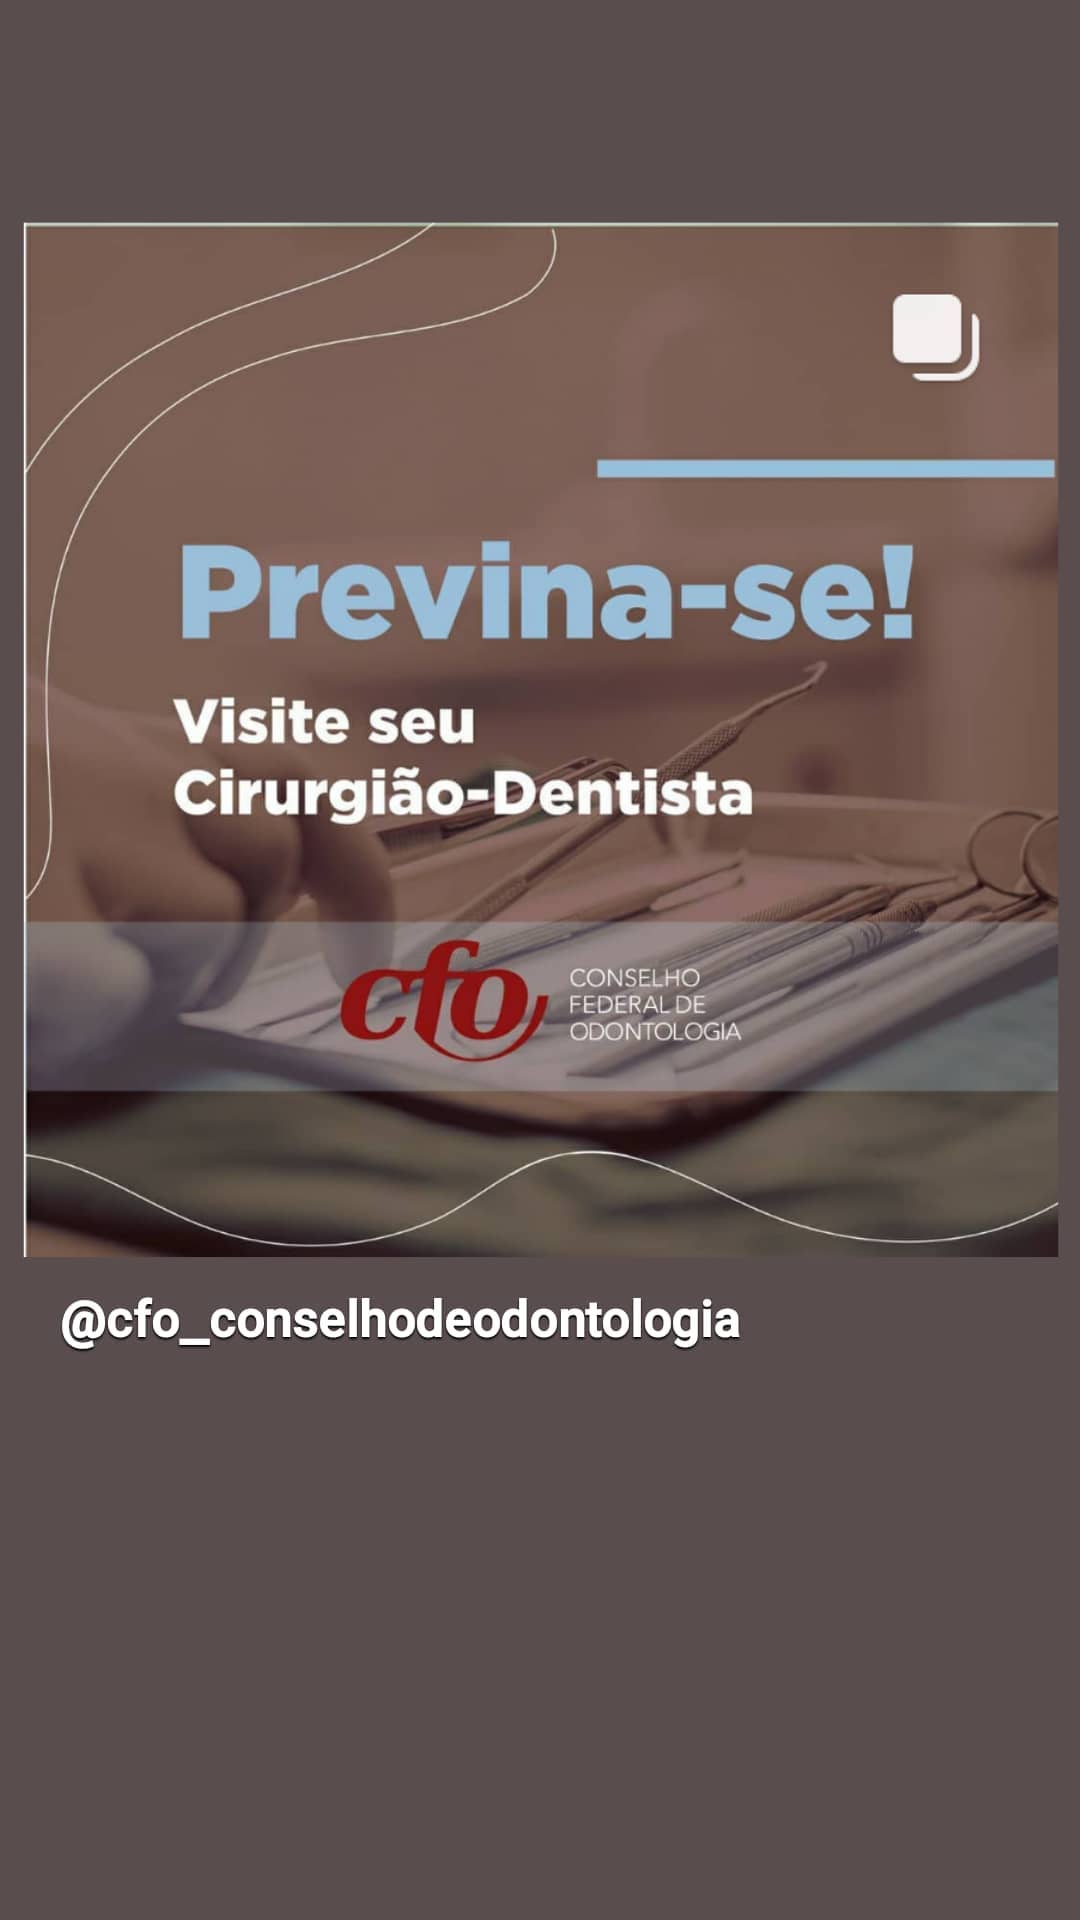 Previna-se!
Visite seu
Cirurgião-Dentista
cfo
CONSELHO
FEDERAL DE
ODONTOLOGIA
@cfo_conselhodeodontologia